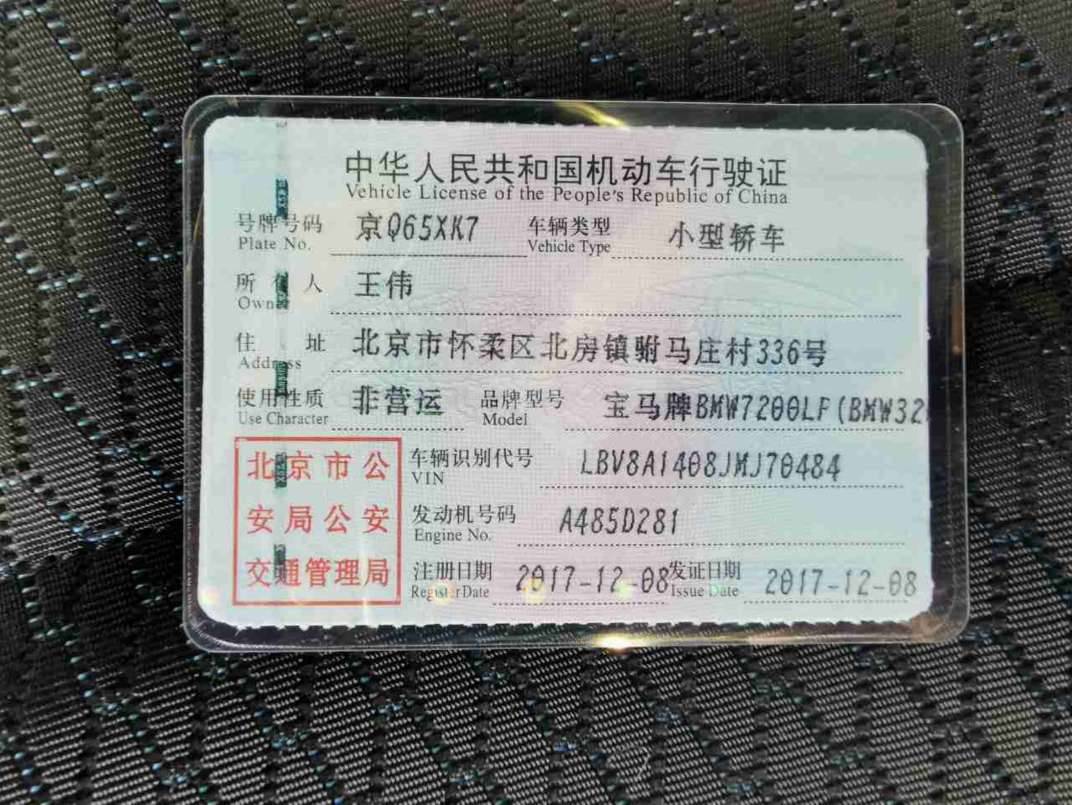 中华人民共和国机动车行驶证
Vehicle License of the People's Republic of China
号牌号码 京Q65XK7 车辆类型 小型轿车
Plate No. Vehicle Type
所有人 王伟
Owner
住址 北京市怀柔区北房镇驸马庄村336号
Address
使用性质 非营运 品牌型号 宝马牌BMW7200LF(BMW32
Use Character Model
北京市公 车辆识别代号 LBV8A1408JMJ70484
VIN
安局公安 发动机号码 A485D281
Engine No.
交通管理局 注册日期 2017-12-08 发证日期 2017-12-08
Register Date Issue Date